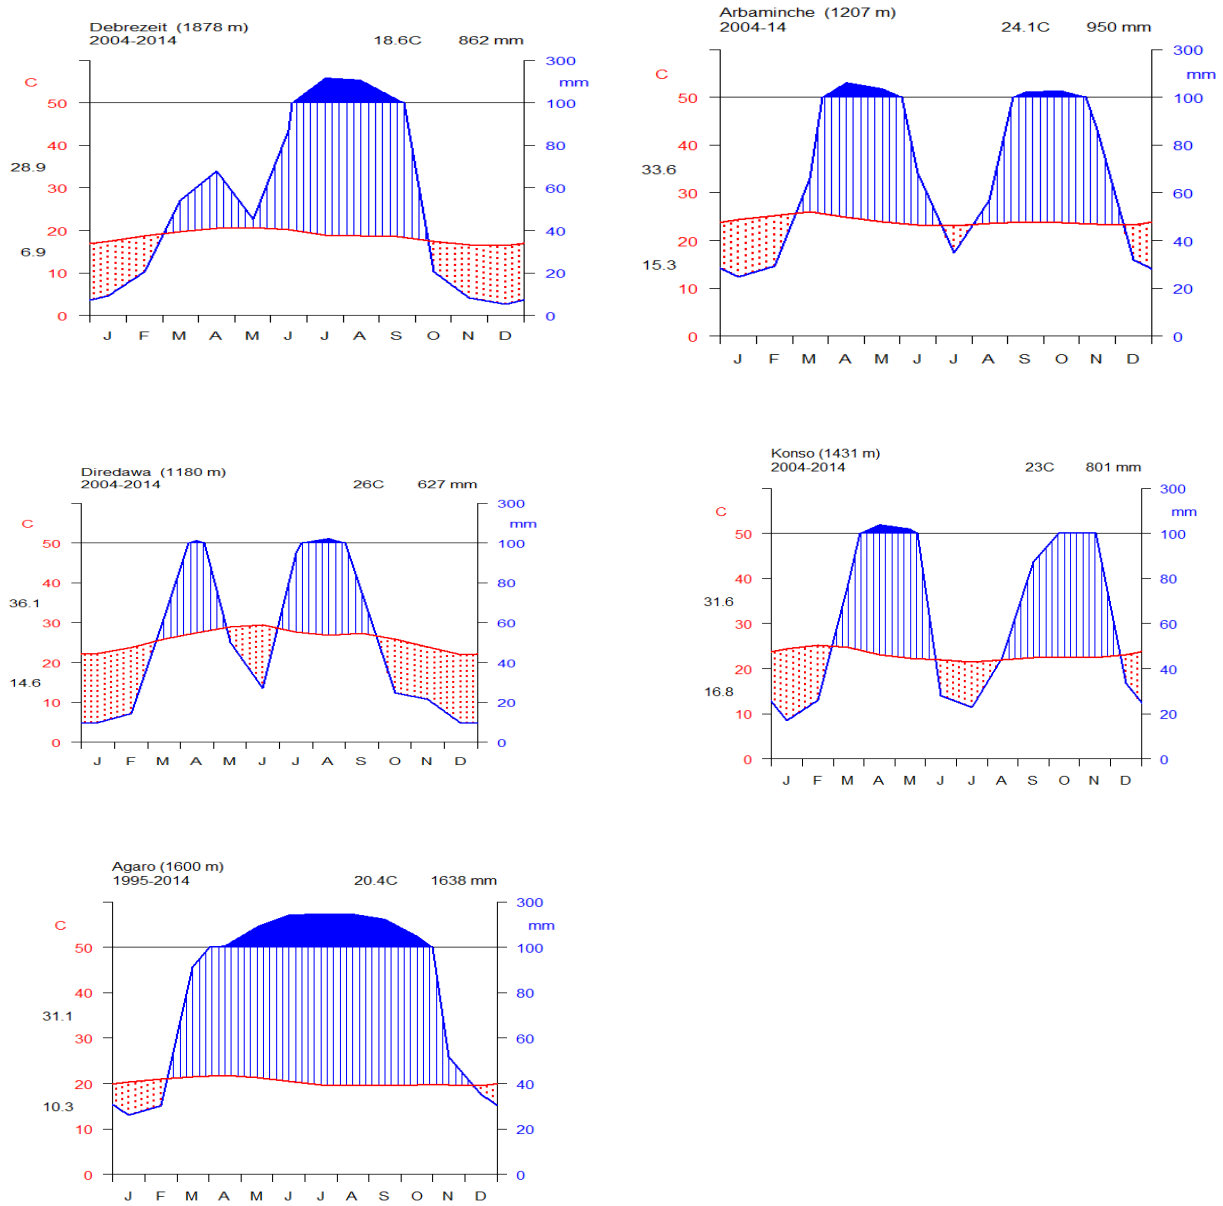 Debrezeit (1878 m)
2004-2014 18.6C 862 mm
300
C mm
50 100
40 80
28.9
30 60
20 40
6.9
10 20
0 0
J F M A M J J A S O N D
Arbaminche (1207 m)
2004-14 24.1C 950 mm
300
C mm
50 100
40 80
33.6
30 60
20 40
15.3
10 20
0 0
J F M A M J J A S O N D
Diredawa (1180 m)
2004-2014 26C 627 mm
300
C mm
50 100
40 80
36.1
30 60
20 40
14.6
10 20
0 0
J F M A M J J A S O N D
Konso (1431 m)
2004-2014 23C 801 mm
300
C mm
50 100
40 80
31.6
30 60
20 40
16.8
10 20
0 0
J F M A M J J A S O N D
Agaro (1600 m)
1995-2014 20.4C 1638 mm
300
C mm
50 100
40 80
31.1
30 60
20 40
10.3
10 20
0 0
J F M A M J J A S O N D